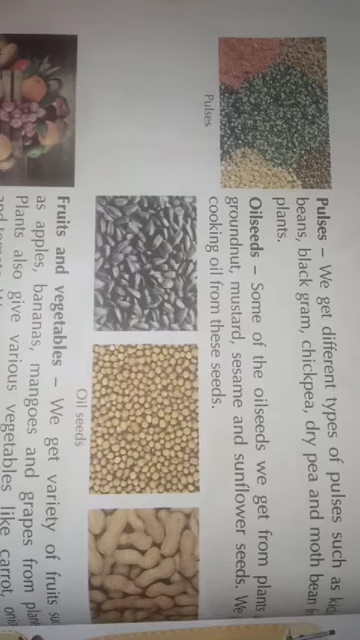 Pulses – We get different types of pulses such as
beans, black gram, chickpea, dry pea and moth bean
plants.
Pulses
Oilseeds – Some of the oilseeds we get from plants
groundnut, mustard, sesame and sunflower seeds. We
cooking oil from these seeds.
Oil seeds
Fruits and vegetables – We get variety of fruits
as apples, bananas, mangoes and grapes from
Plants also give various vegetables like carrot,